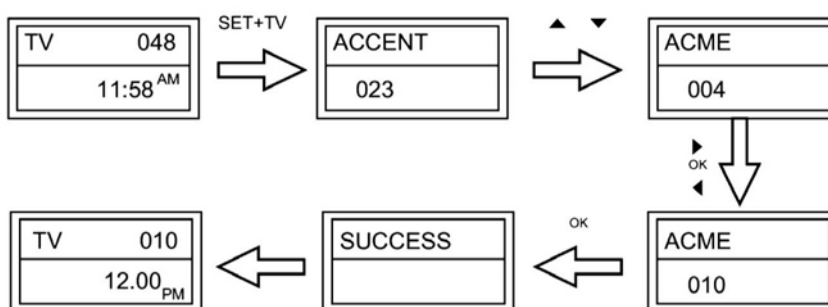 TV 048
11:58 AM
SET+TV
ACCENT
023
▲ ▼
ACME
004
▶
OK
◀
ACME
010
OK
SUCCESS
TV 010
12.00 PM